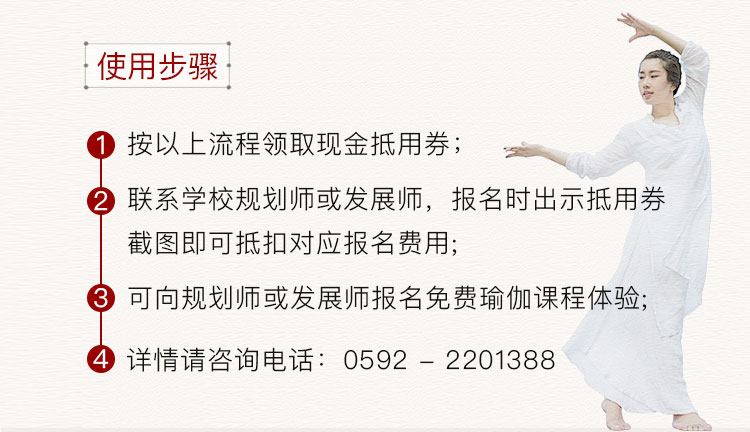 使用步骤
1 按以上流程领取现金抵用券；
2 联系学校规划师或发展师，报名时出示抵用券
截图即可抵扣对应报名费用;
3 可向规划师或发展师报名免费瑜伽课程体验;
4 详情请咨询电话：0592 - 2201388